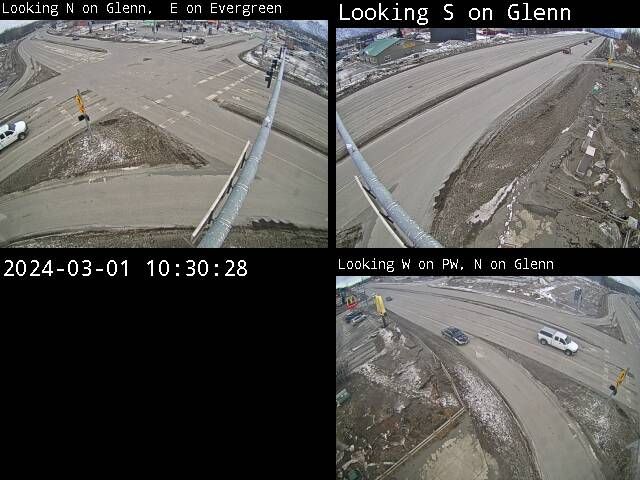 Looking N on Glenn,  E on Evergreen
Looking S on Glenn
2024-03-01 10:30:28
Looking W on PW, N on Glenn